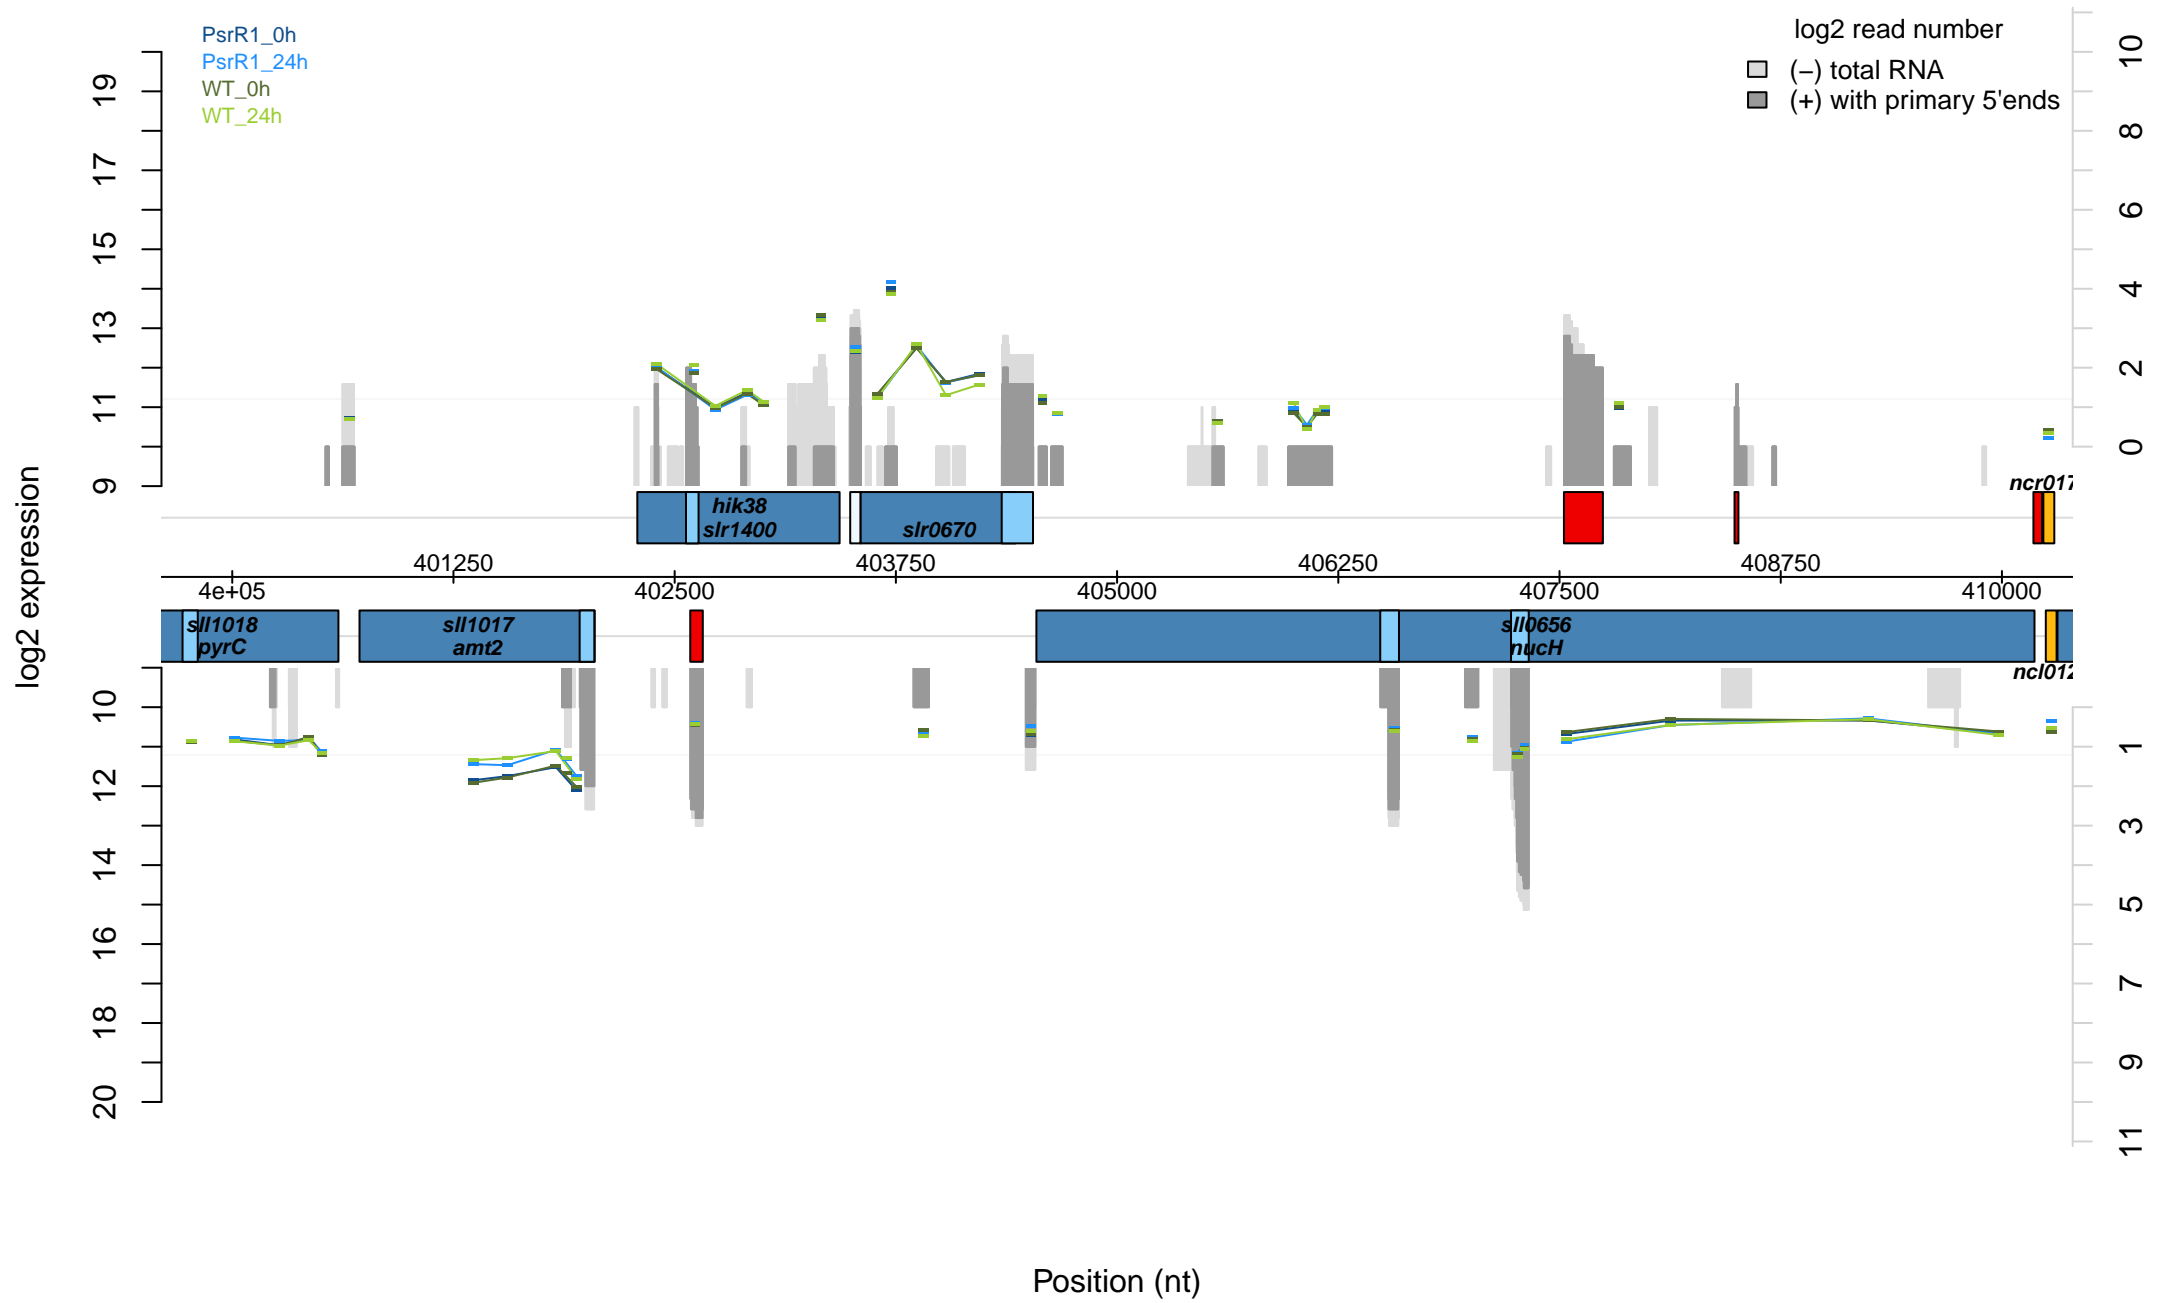 PsrR1_0h
PsrR1_24h
WT_0h
WT_24h
log2 read number
(−) total RNA
(+) with primary 5'ends
log2 expression
19
17
15
13
11
9
10
8
6
4
2
0
ncr017
hik38
slr1400
slr0670
401250
403750
406250
408750
4e+05
402500
405000
407500
410000
sll1018
pyrC
sll1017
amt2
sll0656
nucH
ncl012
10
12
14
16
18
20
1
3
5
7
9
11
Position (nt)